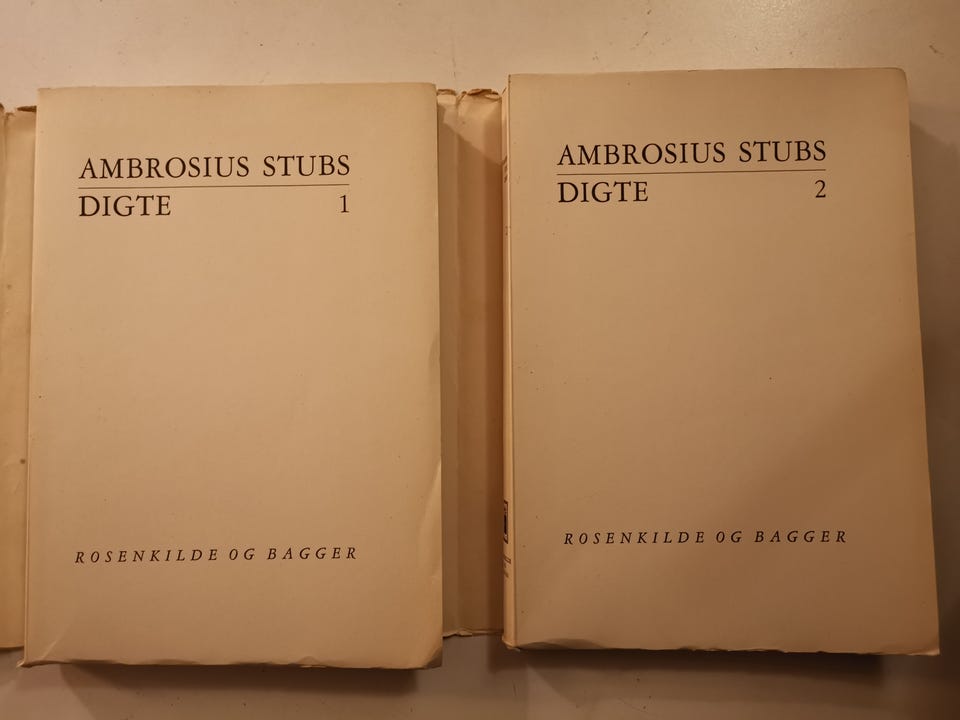 AMBROSIUS STUBS
DIGTE 1
ROSENKILDE OG BAGGER
AMBROSIUS STUBS
DIGTE 2
ROSENKILDE OG BAGGER